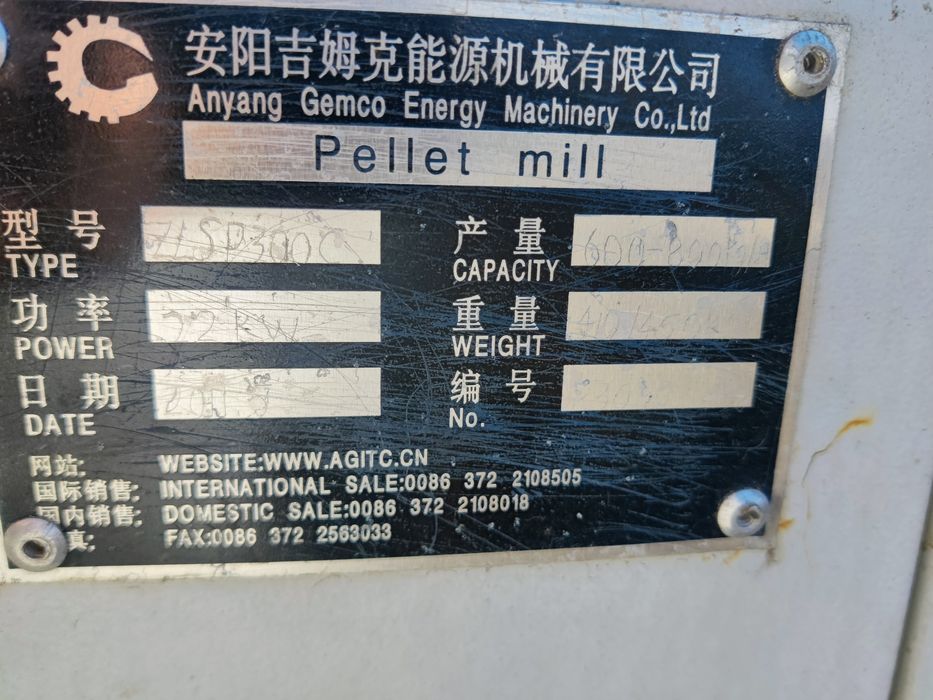 安阳吉姆克能源机械有限公司
Anyang Gemco Energy Machinery Co.,Ltd
Pellet mill
型号 ZLSP300C 产量
TYPE CAPACITY
功率 22KW 重量
POWER WEIGHT
日期 编号
DATE No.
网站: WEBSITE:WWW.AGITC.CN
国际销售: INTERNATIONAL SALE:0086 372 2108505
国内销售: DOMESTIC SALE:0086 372 2108018
真: FAX:0086 372 2563033